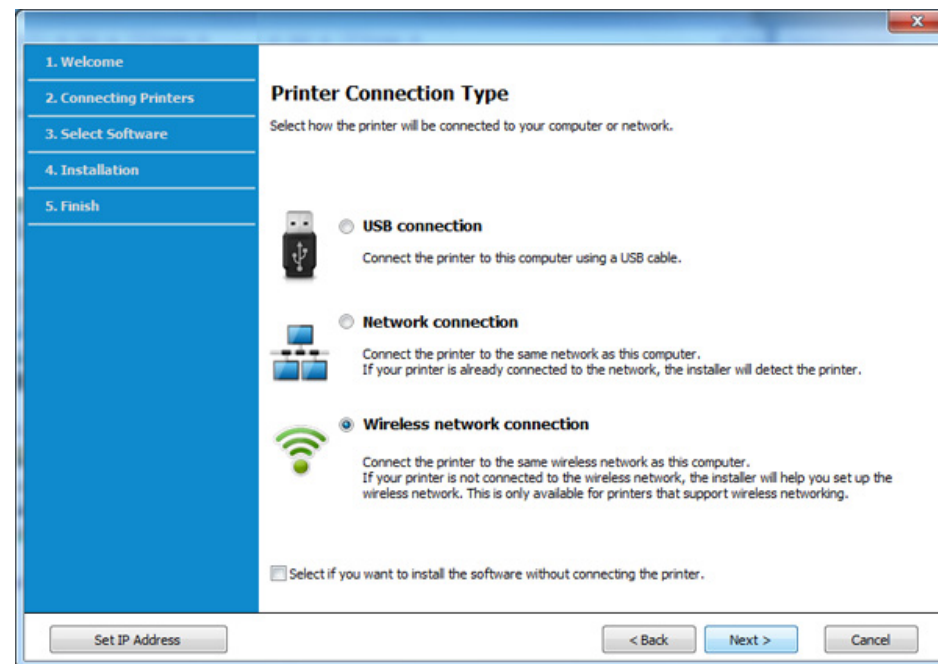 1. Welcome
2. Connecting Printers
3. Select Software
4. Installation
5. Finish
Printer Connection Type
Select how the printer will be connected to your computer or network.
USB connection
Connect the printer to this computer using a USB cable.
Network connection
Connect the printer to the same network as this computer.
If your printer is already connected to the network, the installer will detect the printer.
Wireless network connection
Connect the printer to the same wireless network as this computer.
If your printer is not connected to the wireless network, the installer will help you set up the
wireless network. This is only available for printers that support wireless networking.
Select if you want to install the software without connecting the printer.
Set IP Address
< Back
Next >
Cancel